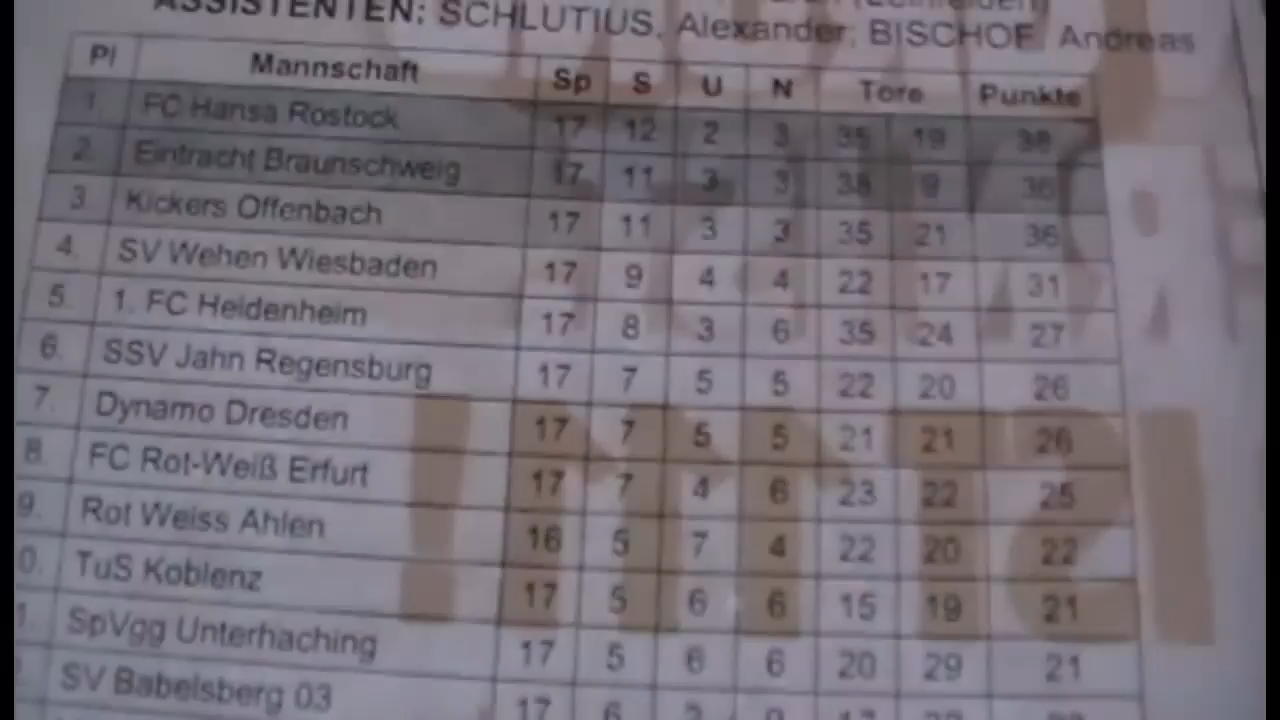 ASSISTENTEN: SCHLUTIUS, Alexander, BISCHOF, Andreas
Pl Mannschaft Sp S U N Tore Punkte
1. FC Hansa Rostock 17 12 2 3 35 19 38
2. Eintracht Braunschweig 17 11 3 3 38 9 36
3. Kickers Offenbach 17 11 3 3 35 21 36
4. SV Wehen Wiesbaden 17 9 4 4 22 17 31
5. 1. FC Heidenheim 17 8 3 6 35 24 27
6. SSV Jahn Regensburg 17 7 5 5 22 20 26
7. Dynamo Dresden 17 7 5 5 21 21 26
8. FC Rot-Weiß Erfurt 17 7 4 6 23 22 25
9. Rot Weiss Ahlen 16 5 7 4 22 20 22
0. TuS Koblenz 17 5 6 6 15 19 21
1. SpVgg Unterhaching 17 5 6 6 20 29 21
SV Babelsberg 03 17 6